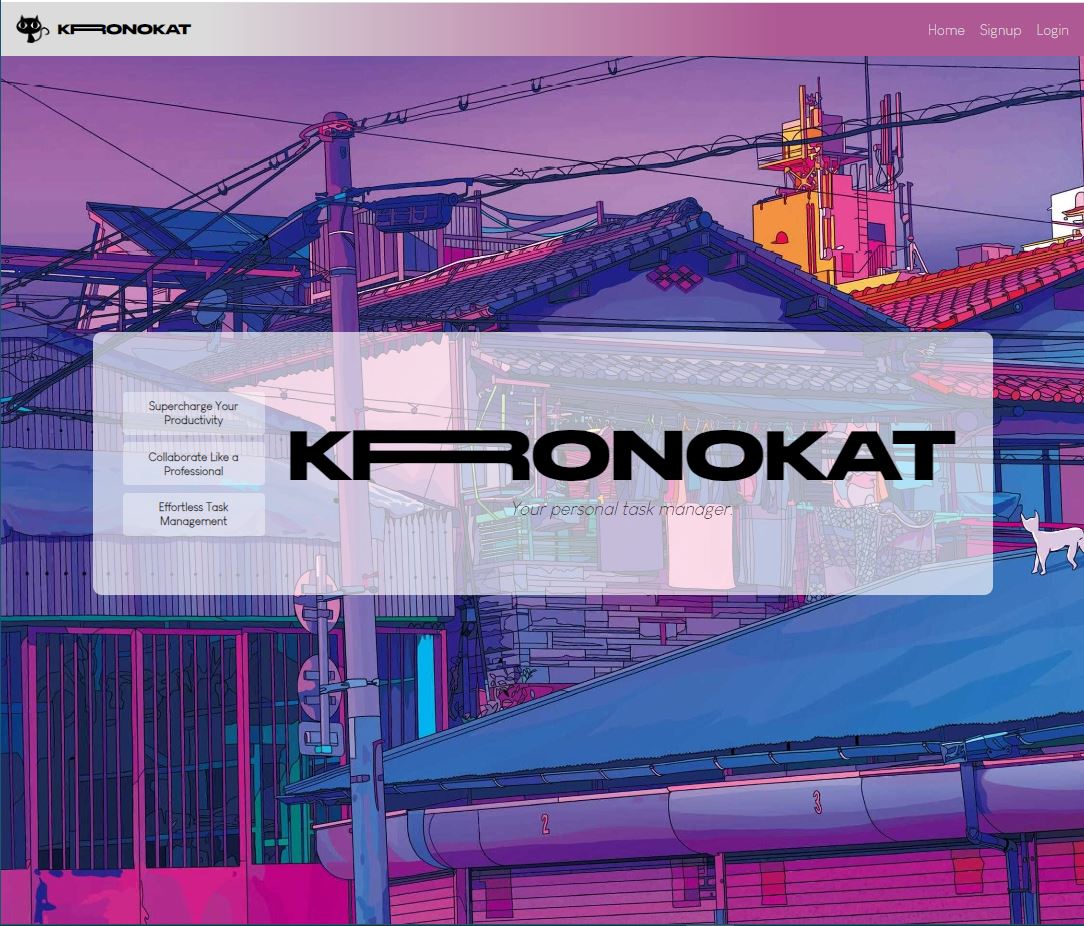 KRONOKAT
Home Signup Login
Supercharge Your
Productivity
Collaborate Like a
Professional
Effortless Task
Management
KRONOKAT
Your personal task manager.
2
3